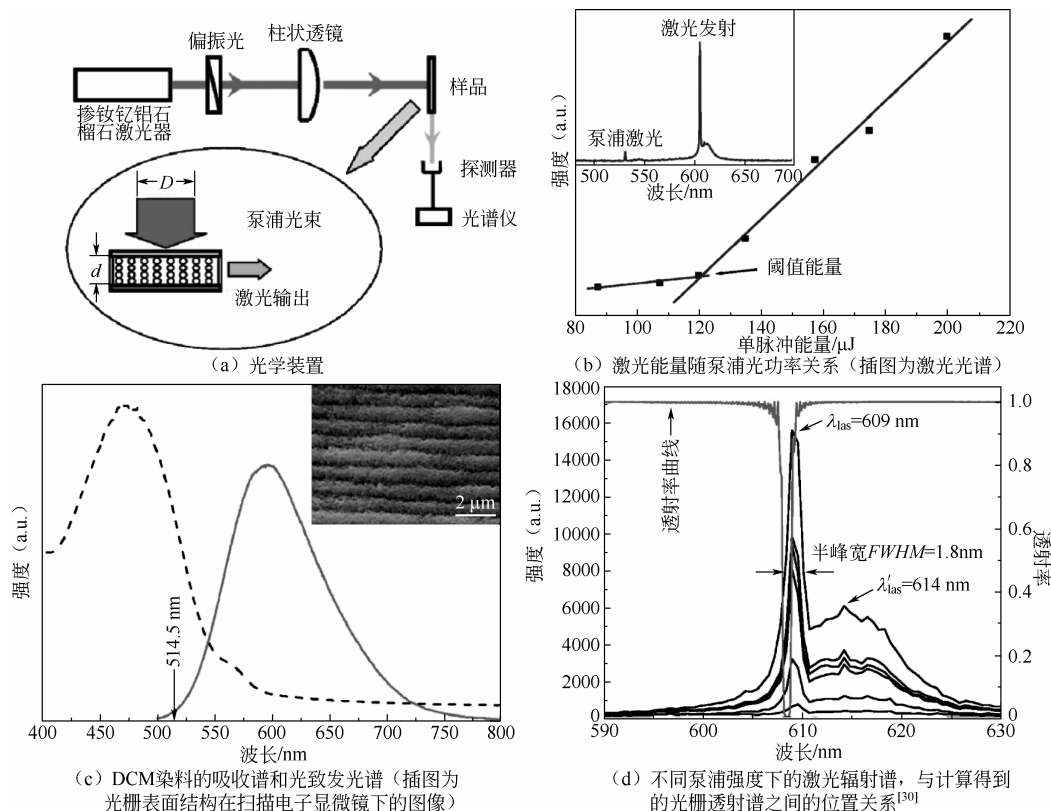 偏振光
柱状透镜
样品
掺钕钇铝石
榴石激光器
探测器
光谱仪
D
泵浦光束
d
激光输出
(a) 光学装置
强度 (a.u.)
激光发射
泵浦激光
500 550 600 650 700
波长/nm
阈值能量
80 100 120 140 160 180 200 220
单脉冲能量/μJ
(b) 激光能量随泵浦光功率关系（插图为激光光谱）
强度 (a.u.)
2 μm
514.5 nm
400 450 500 550 600 650 700 750 800
波长/nm
(c) DCM染料的吸收谱和光致发光谱（插图为
光栅表面结构在扫描电子显微镜下的图像）
强度 (a.u.)
18000
16000
14000
12000
10000
8000
6000
4000
2000
0
透射率曲线
λlas=609 nm
半峰宽FWHM=1.8nm
λ′las=614 nm
1.0
0.8
0.6
0.4
0.2
0
透射率
590 600 610 620 630
波长/nm
(d) 不同泵浦强度下的激光辐射谱，与计算得到
的光栅透射谱之间的位置关系[30]